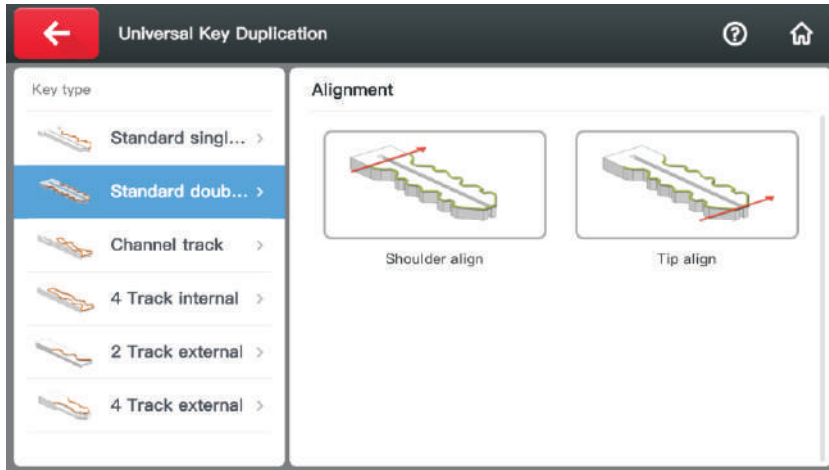 Universal Key Duplication
Key type
Standard singl...
Standard doub...
Channel track
4 Track internal
2 Track external
4 Track external
Alignment
Shoulder align
Tip align